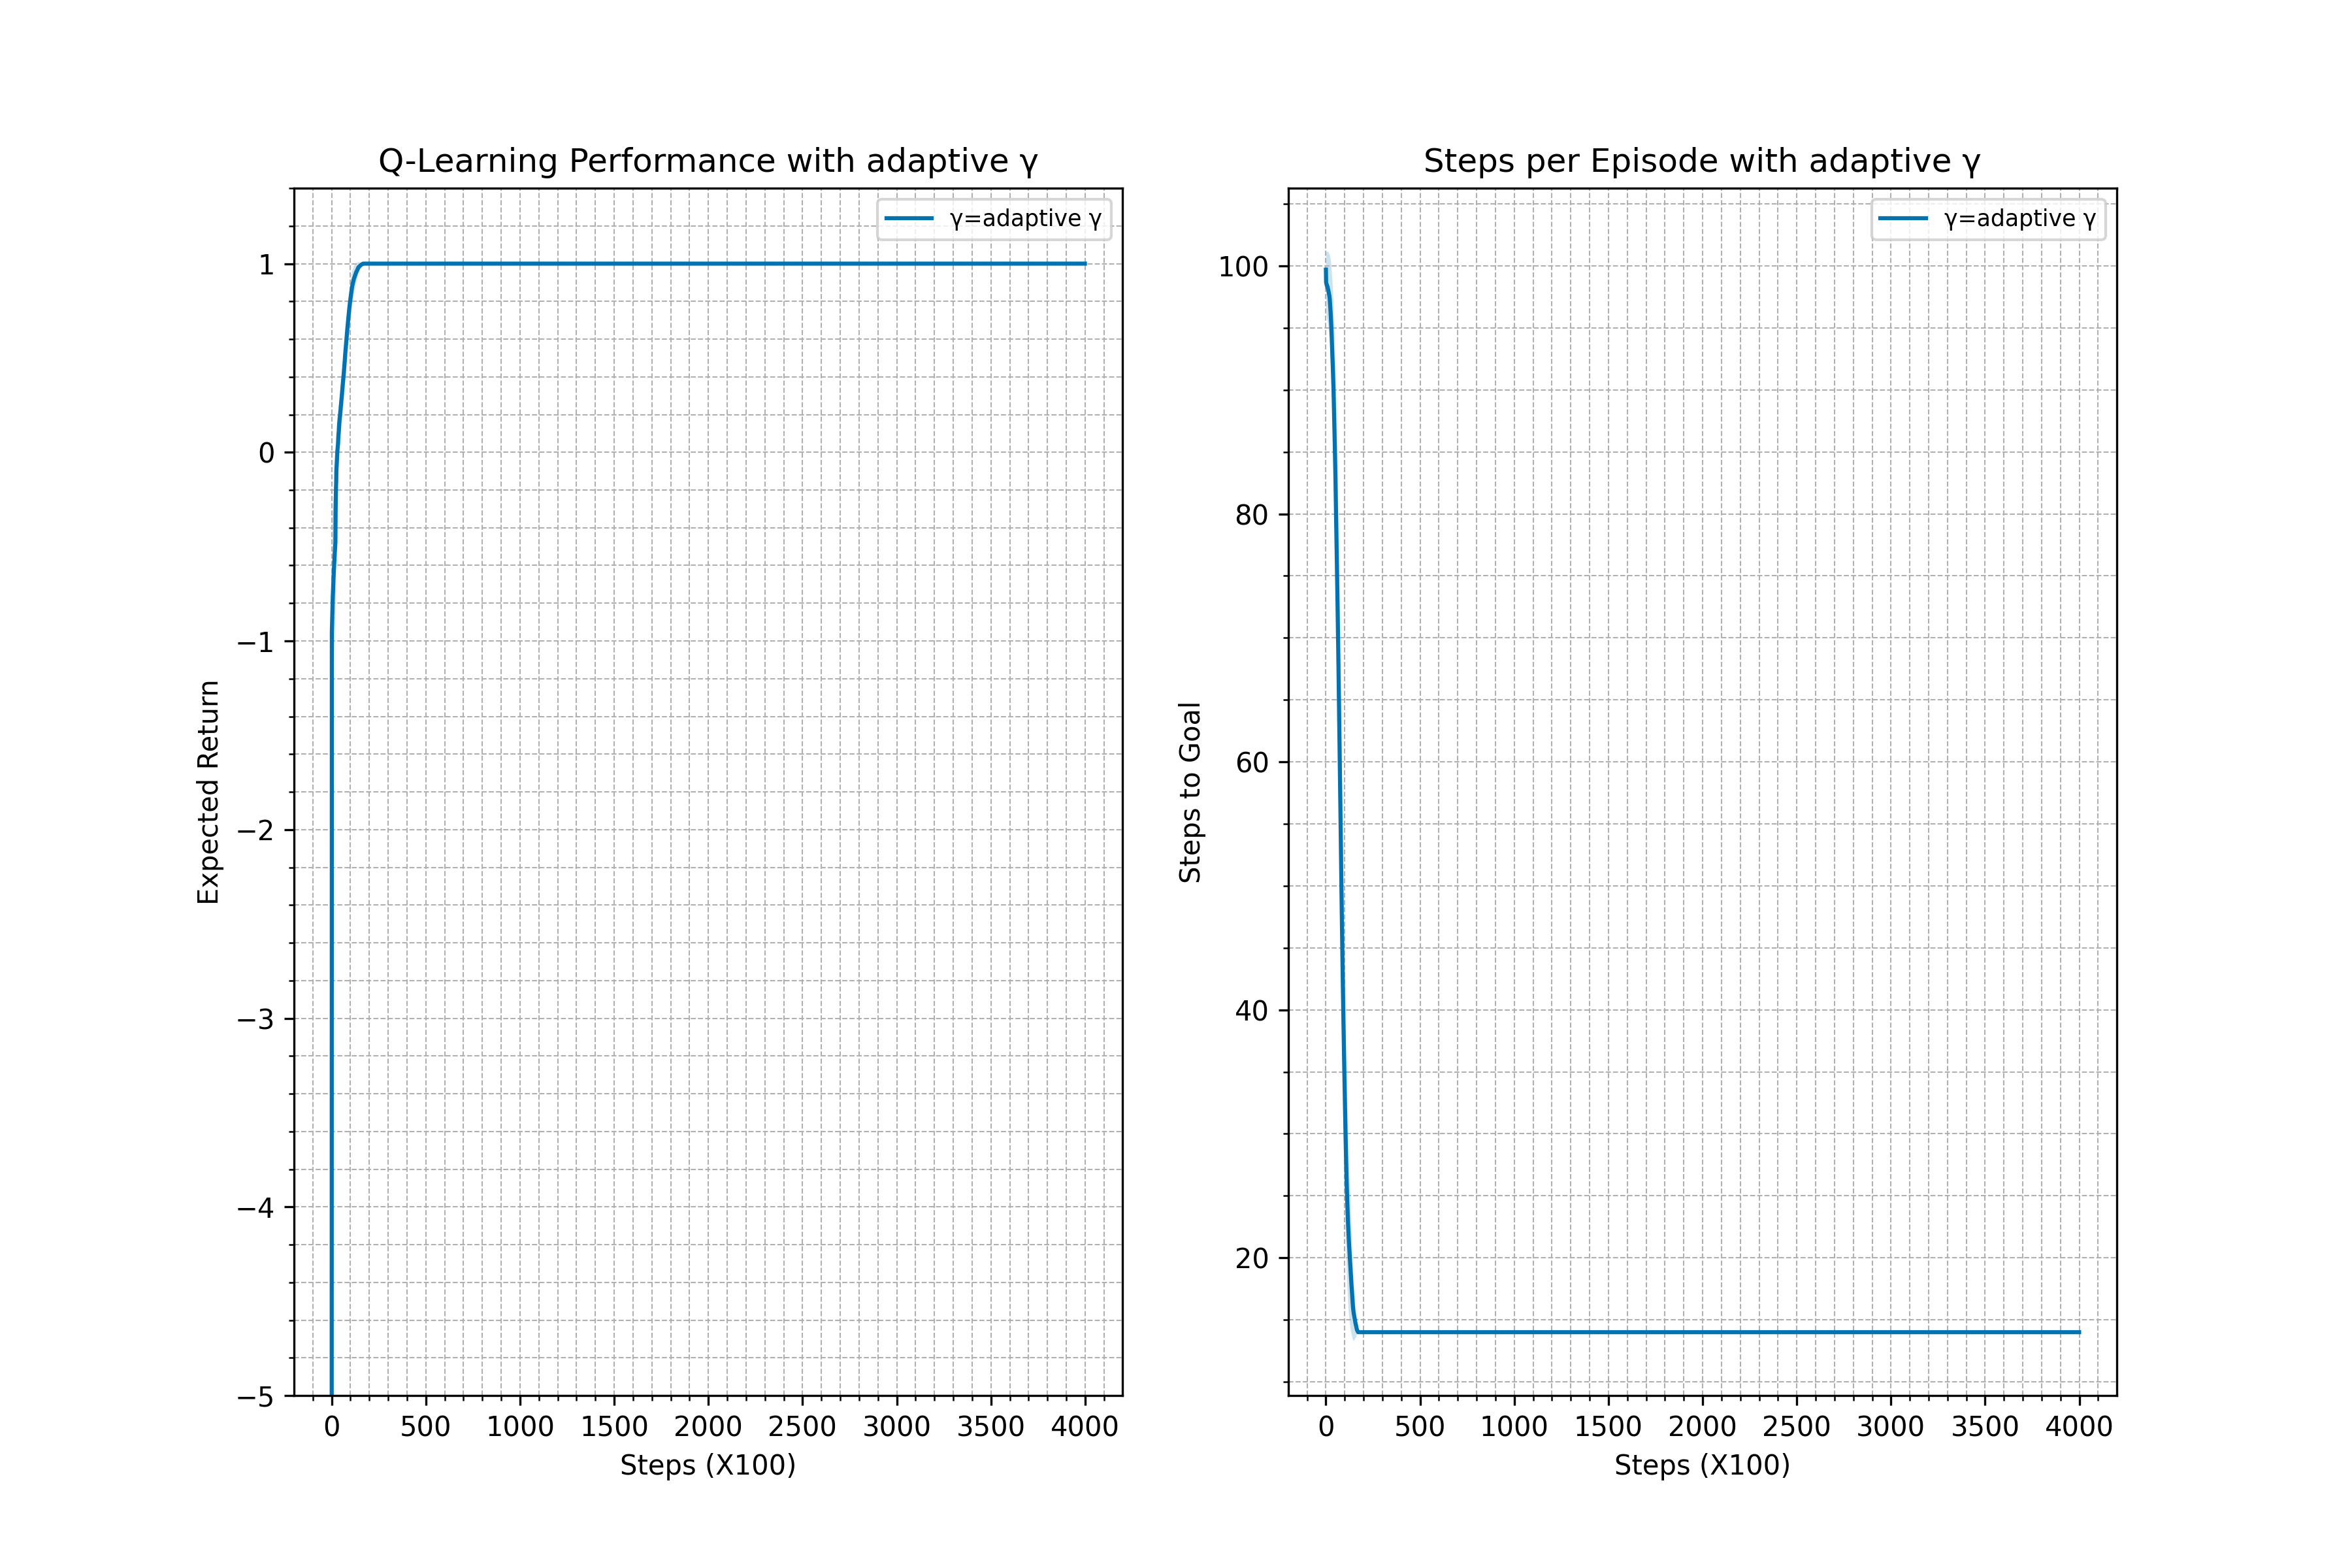 Q-Learning Performance with adaptive γ
γ=adaptive γ
1
0
−1
−2
−3
−4
−5
Expected Return
0 500 1000 1500 2000 2500 3000 3500 4000
Steps (X100)
Steps per Episode with adaptive γ
γ=adaptive γ
100
80
60
40
20
Steps to Goal
0 500 1000 1500 2000 2500 3000 3500 4000
Steps (X100)